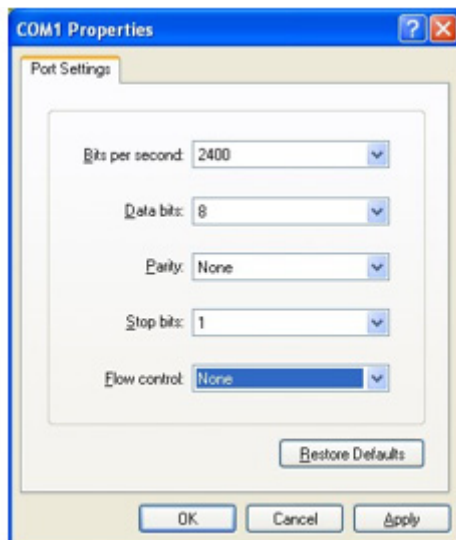 COM1 Properties
Port Settings
Bits per second: 2400
Data bits: 8
Parity: None
Stop bits: 1
Flow control: None
Restore Defaults
OK Cancel Apply